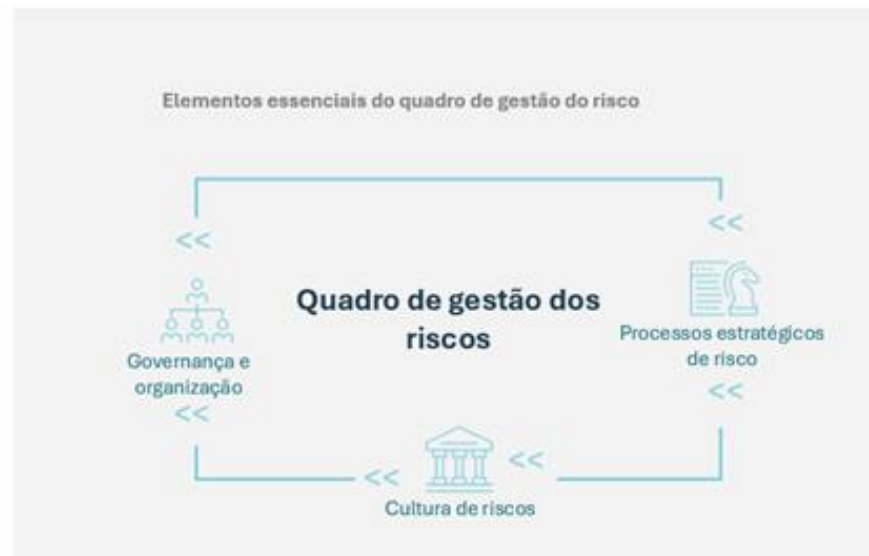 Elementos essenciais do quadro de gestão do risco
<<
<<
Quadro de gestão dos
riscos
Governança e
organização
Processos estratégicos
de risco
<<
<<
<<
<<
Cultura de riscos